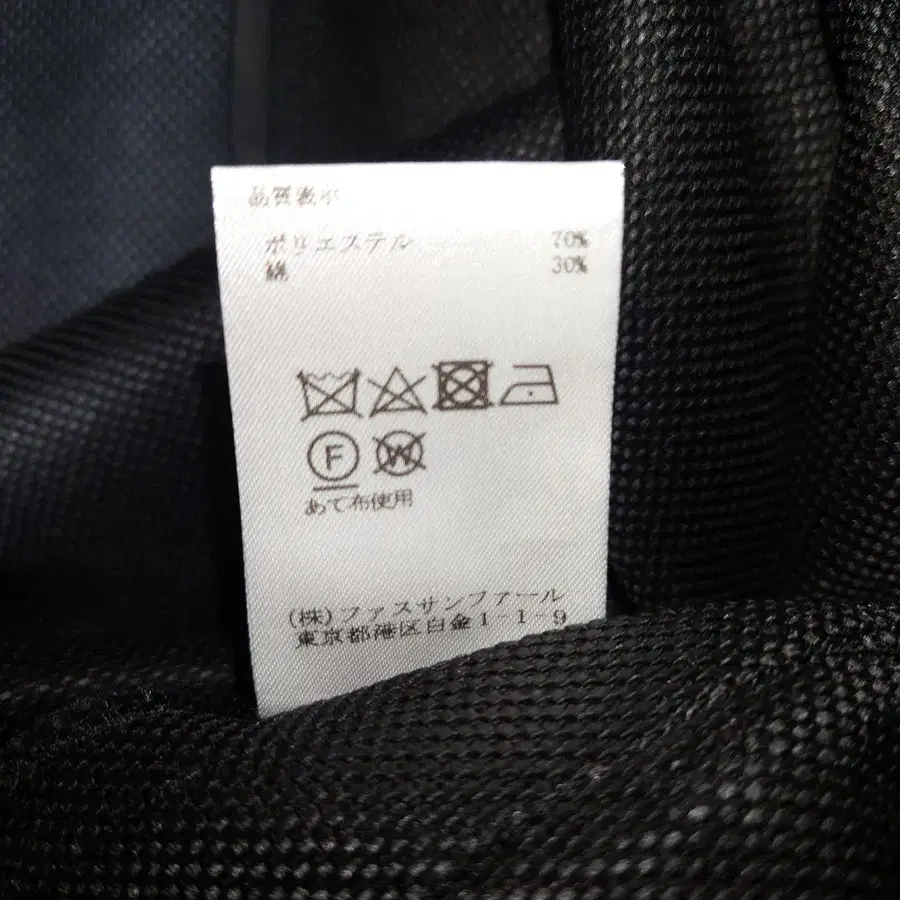 品質表示
ポリエステル 70%
綿 30%
F W
あて布使用
(株)ファスサンファール
東京都港区白金1-1-9